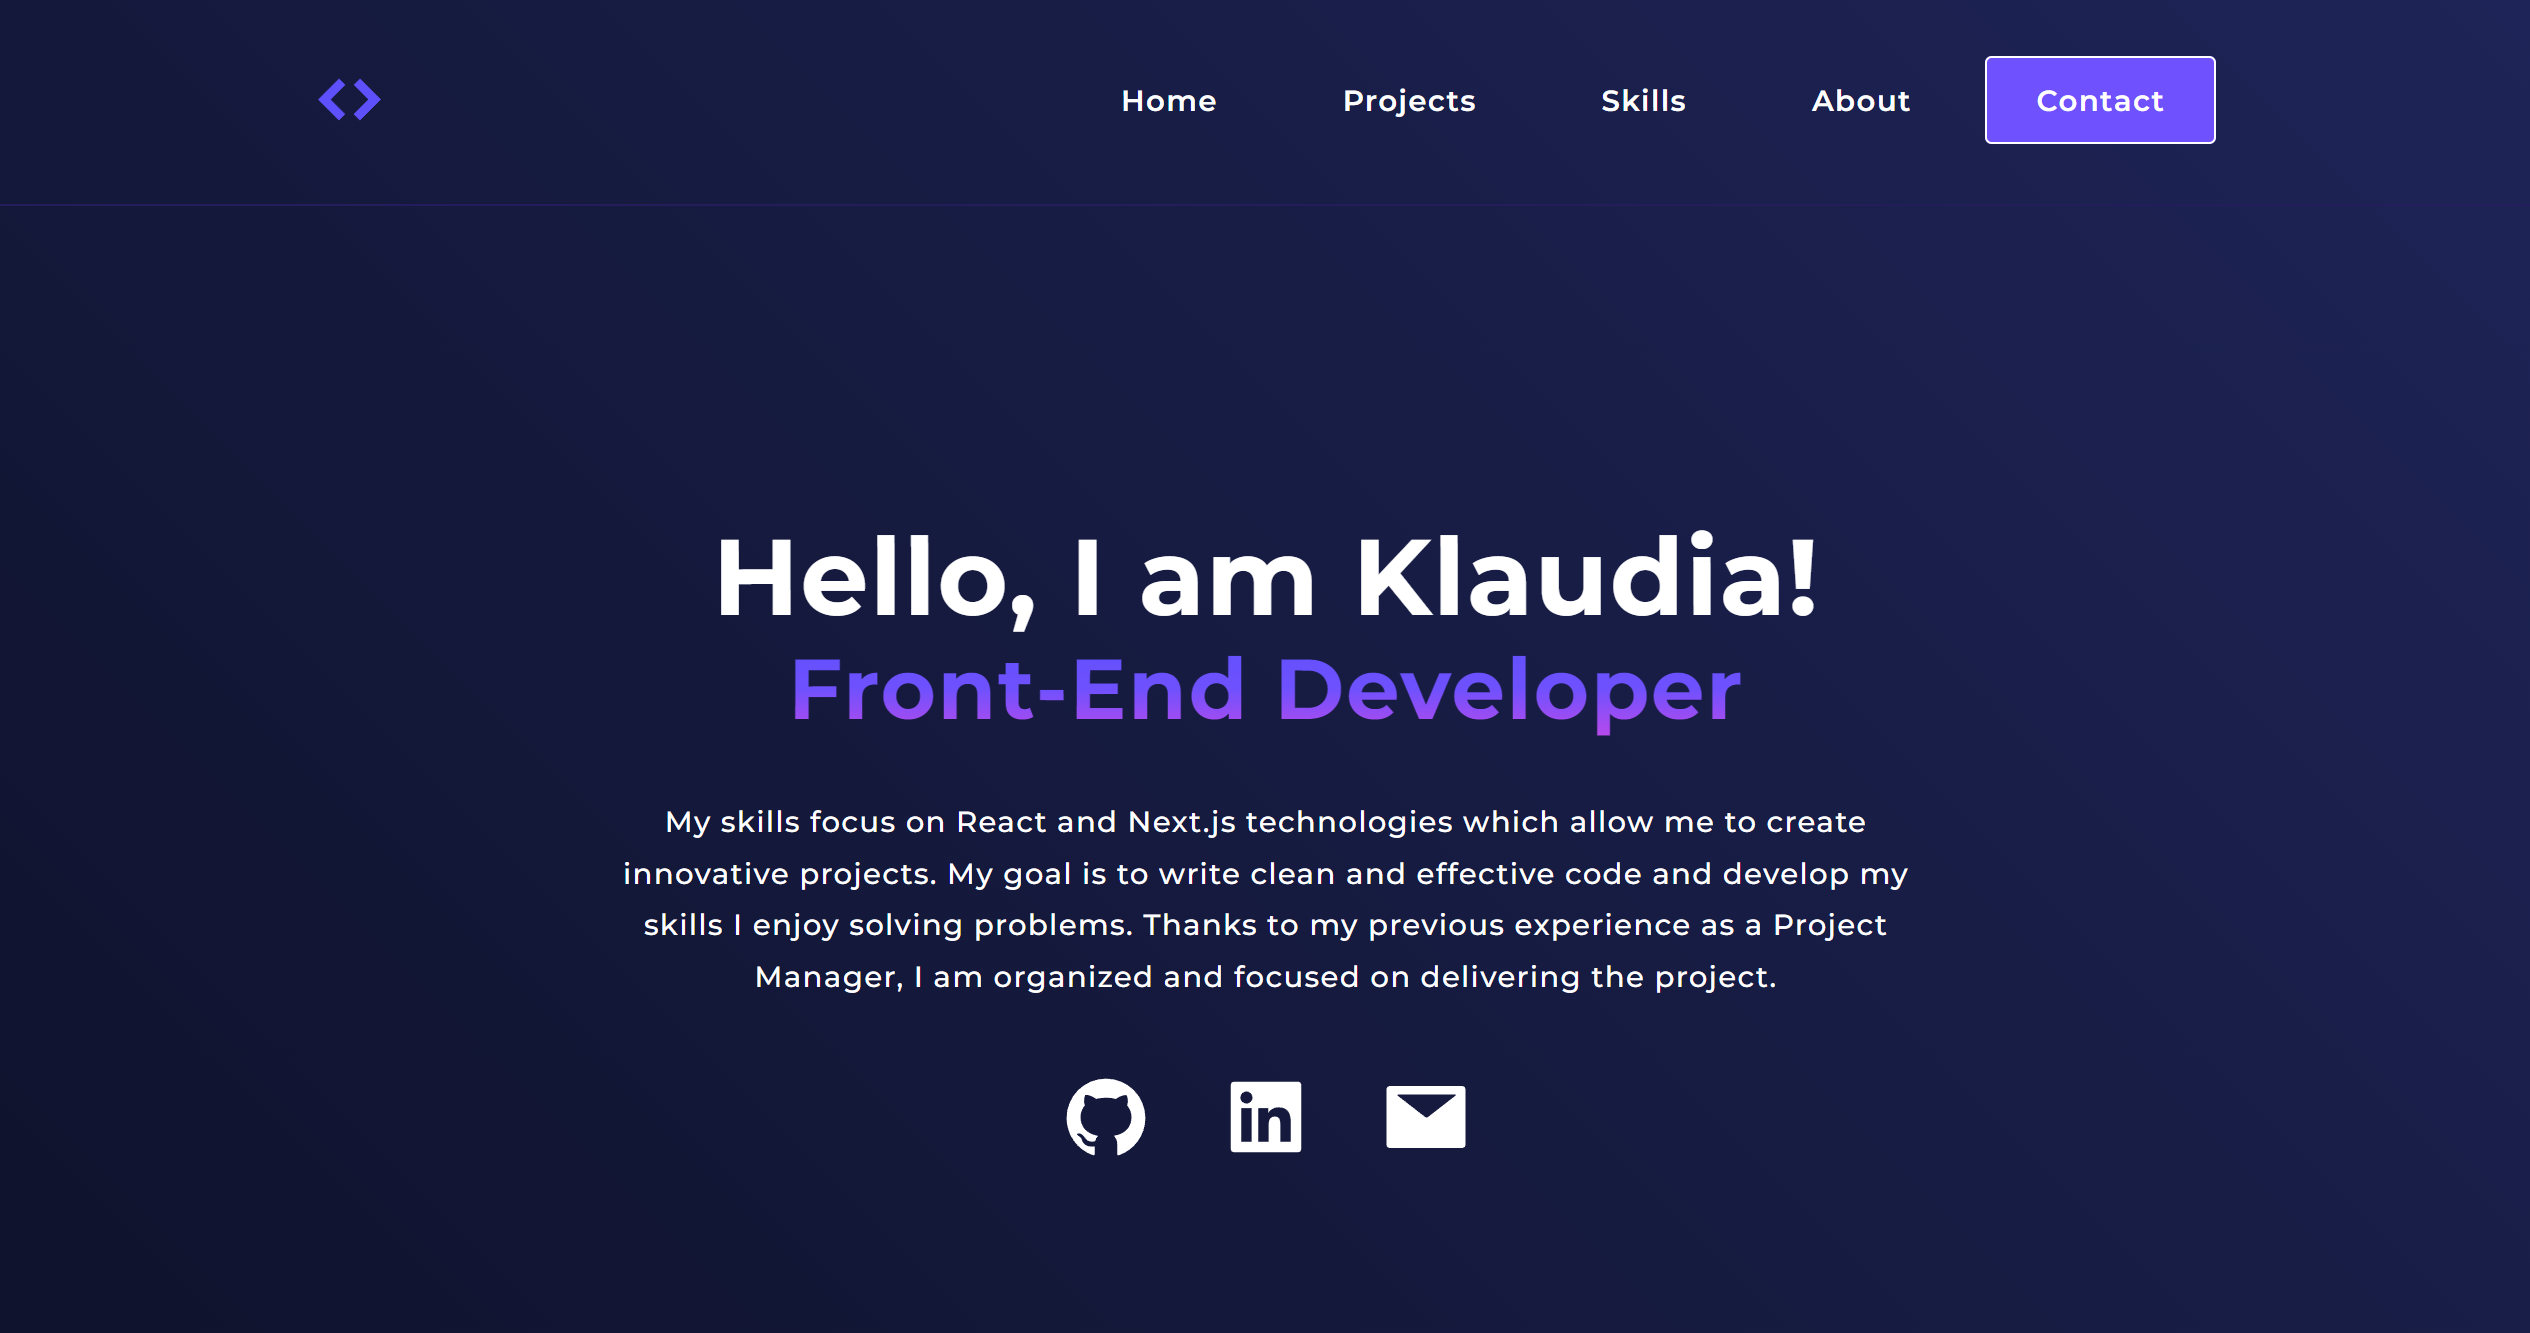 Home Projects Skills About Contact
Hello, I am Klaudia!
Front-End Developer
My skills focus on React and Next.js technologies which allow me to create
innovative projects. My goal is to write clean and effective code and develop my
skills I enjoy solving problems. Thanks to my previous experience as a Project
Manager, I am organized and focused on delivering the project.
in